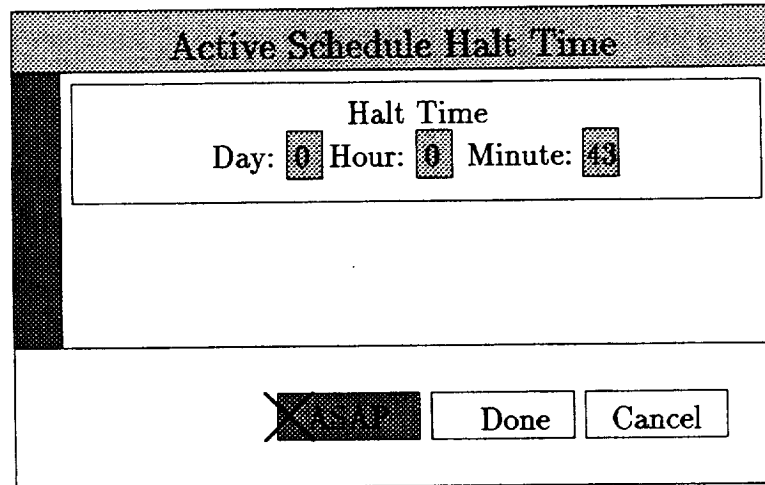 Active Schedule Halt Time
Halt Time
Day: 0 Hour: 0 Minute: 43
ASAP Done Cancel